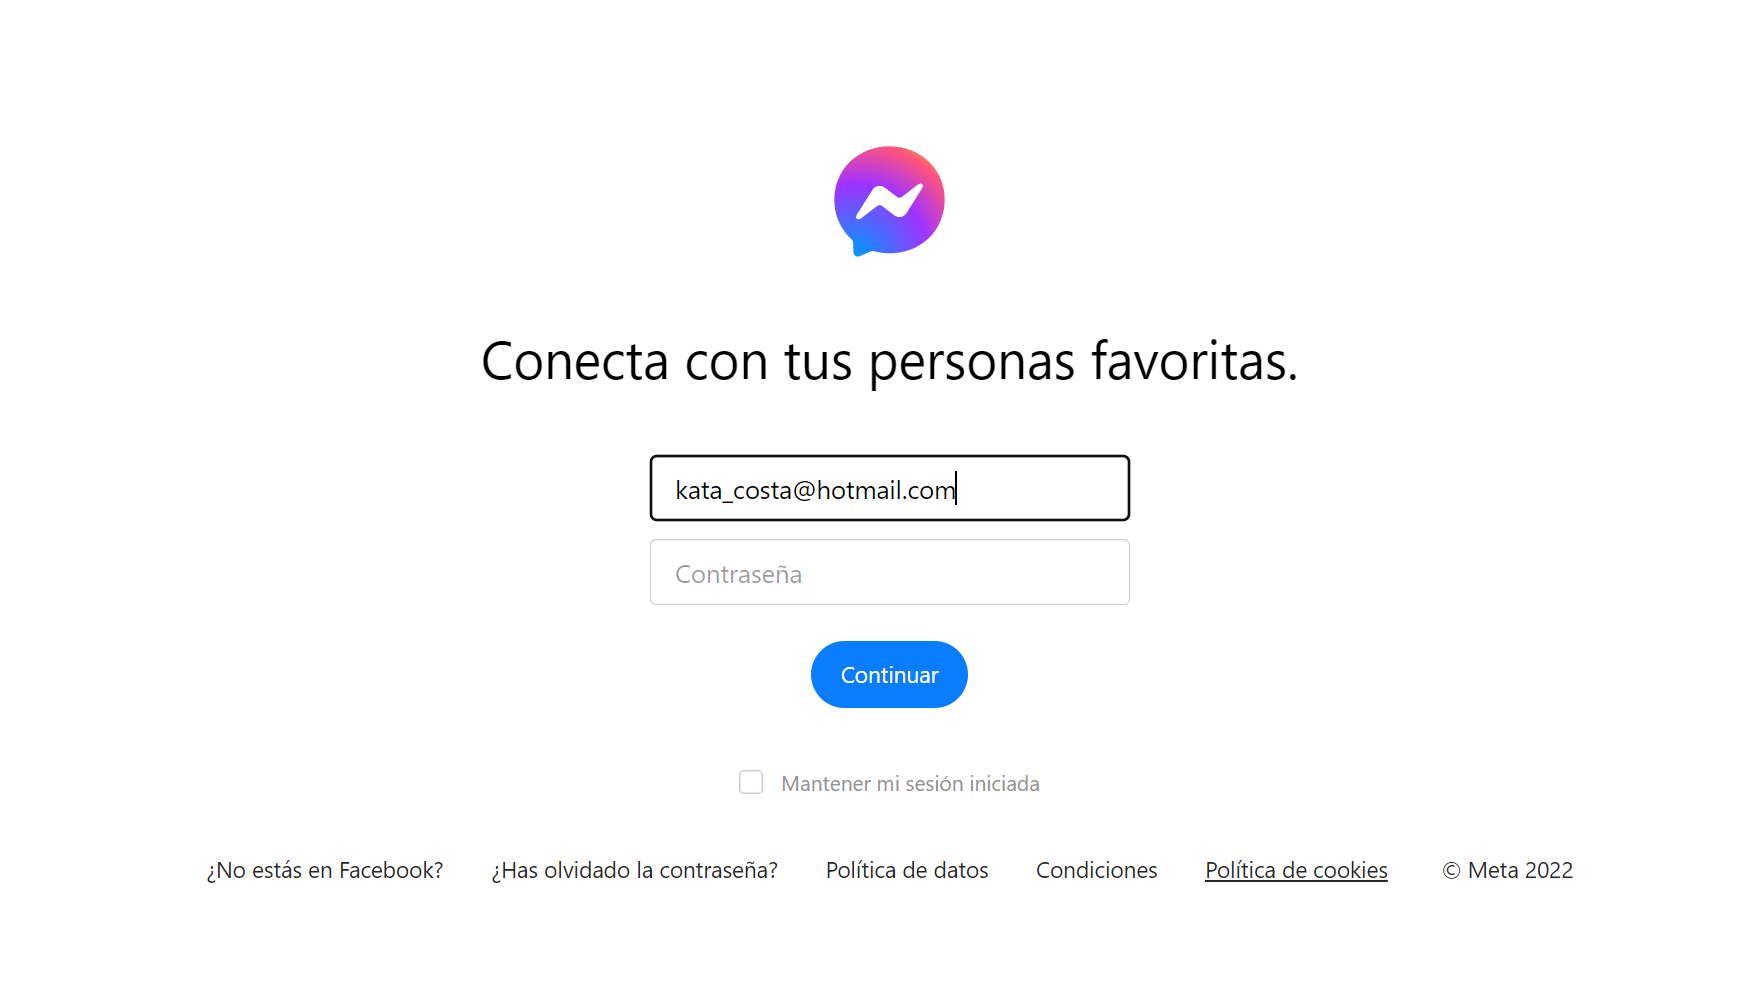 Conecta con tus personas favoritas.
kata_costa@hotmail.com
Contraseña
Continuar
Mantener mi sesión iniciada
¿No estás en Facebook? ¿Has olvidado la contraseña? Política de datos Condiciones Política de cookies © Meta 2022